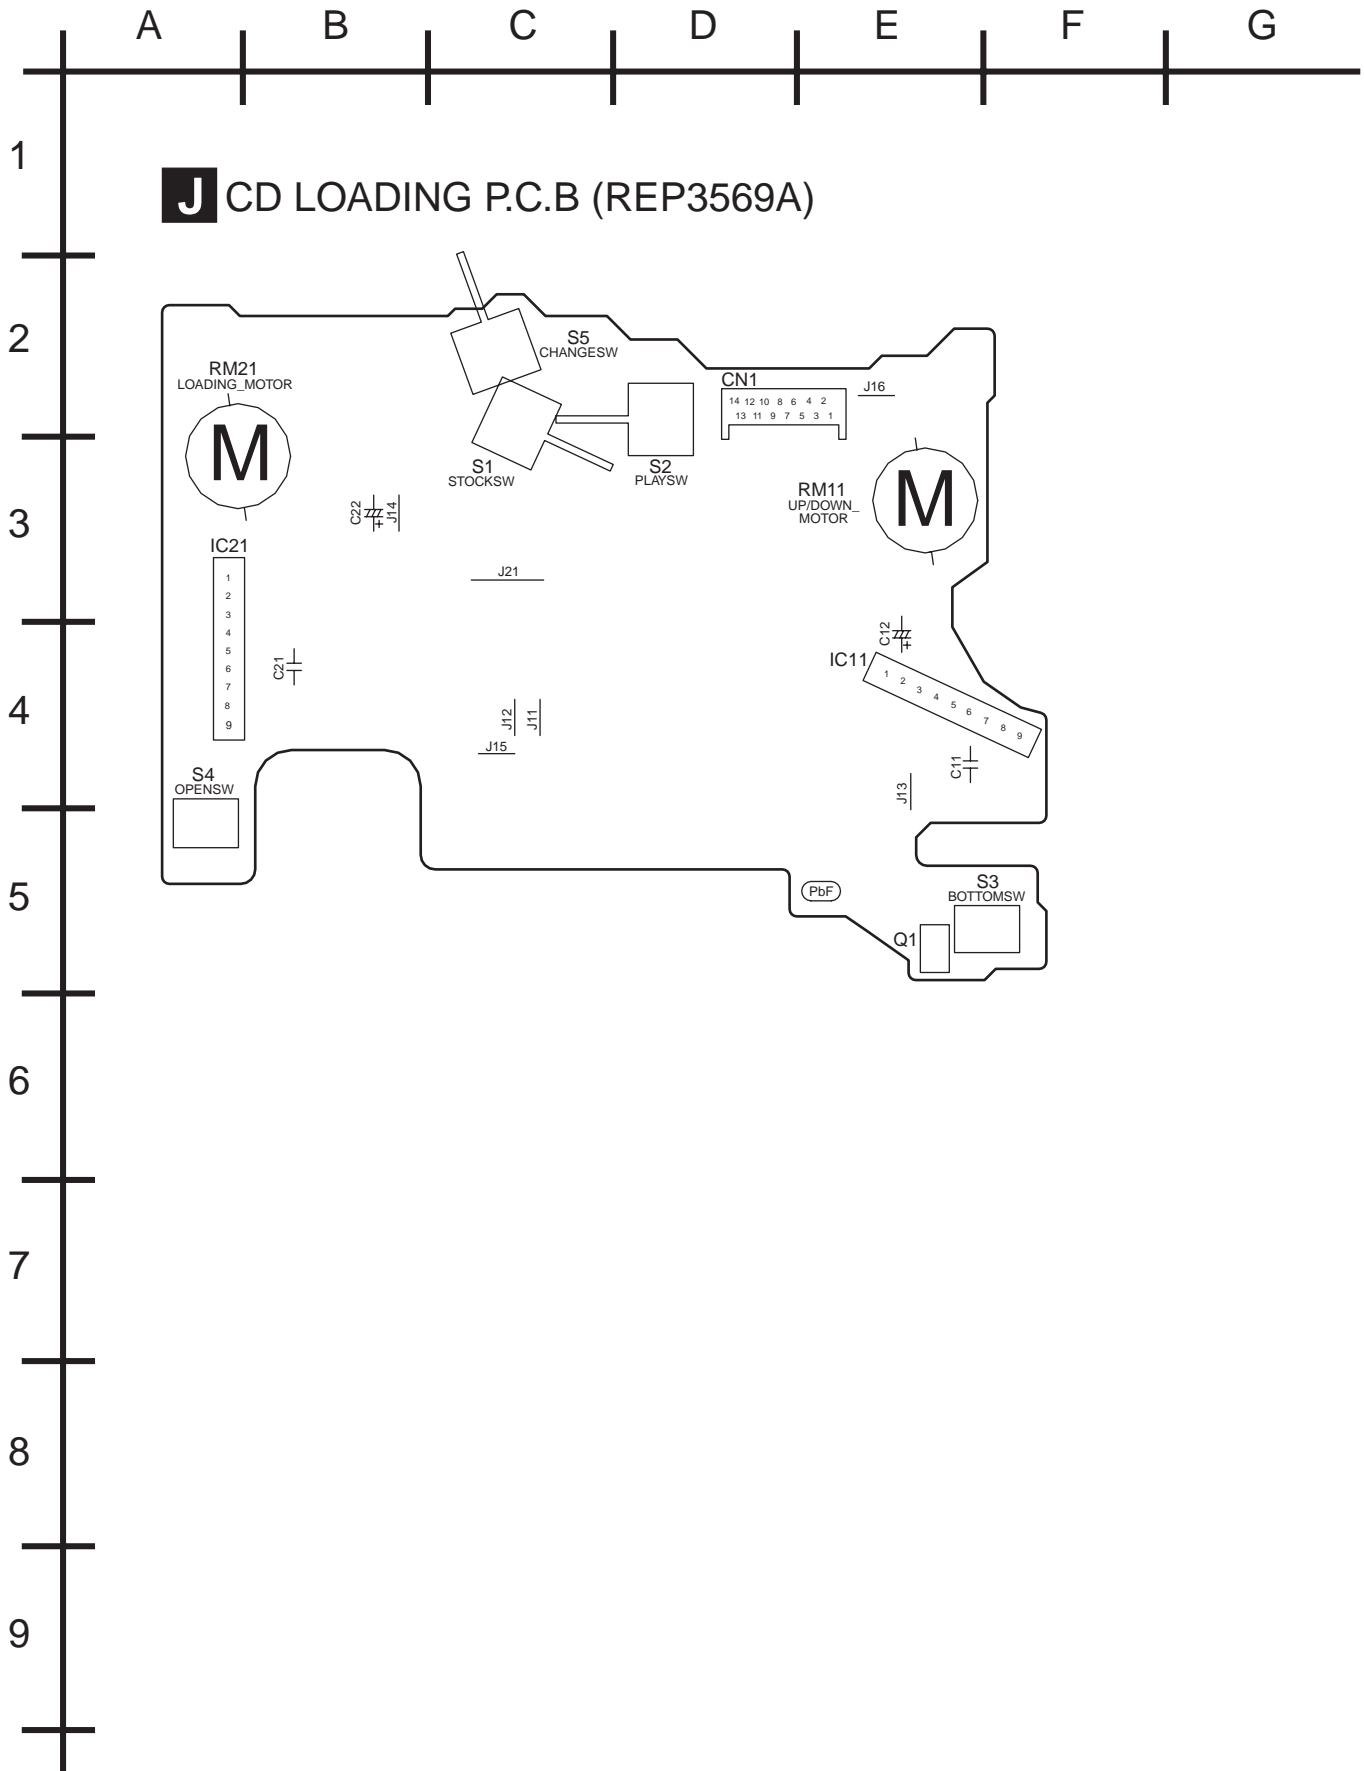 A B C D E F G
1
J CD LOADING P.C.B (REP3569A)
2
S5
CHANGESW
RM21
LOADING_MOTOR
CN1
J16
14 12 10 8 6 4 2
13 11 9 7 5 3 1
M
S1
STOCKSW
S2
PLAYSW
M
RM11
UP/DOWN_
MOTOR
3
C22
+
J14
IC21
1
2
3
4
5
6
7
8
9
J21
C12
+
IC11
1 2 3 4 5 6 7 8 9
C21
4
J12
J11
J15
C11
J13
S4
OPENSW
5
PbF
S3
BOTTOMSW
Q1
6
7
8
9